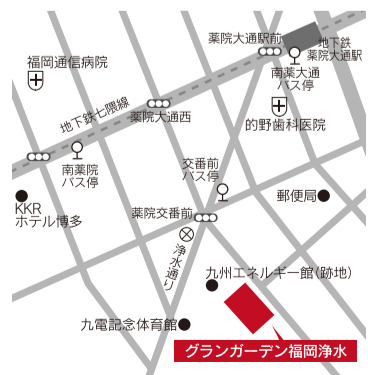 薬院大通駅前
地下鉄
薬院大通駅
福岡逓信病院
南薬大通
バス停
地下鉄七隈線
薬院大通西
的野歯科医院
南薬院
バス停
交番前
バス停
郵便局
KKR
ホテル博多
薬院交番前
浄水通り
九州エネルギー館(跡地)
九電記念体育館
グランガーデン福岡浄水